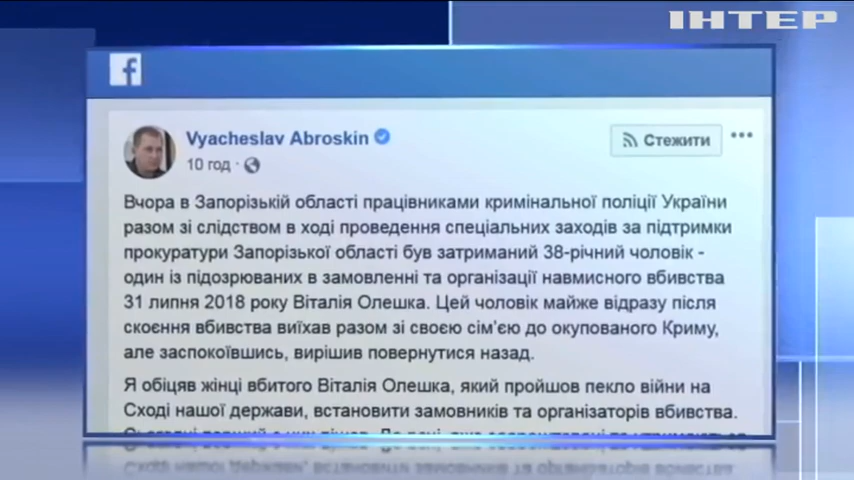 ІНТЕР
Vyacheslav Abroskin
Стежити
10 год ·
Вчора в Запорізькій області працівниками кримінальної поліції України
разом зі слідством в ході проведення спеціальних заходів за підтримки
прокуратури Запорізької області був затриманий 38-річний чоловік -
один із підозрюваних в замовленні та організації навмисного вбивства
31 липня 2018 року Віталія Олешка. Цей чоловік майже відразу після
скоєння вбивства виїхав разом зі своєю сім'єю до окупованого Криму,
але заспокоївшись, вирішив повернутися назад.
Я обіцяв жінці вбитого Віталія Олешка, який пройшов пекло війни на
Сході нашої держави, встановити замовників та організаторів вбивства.